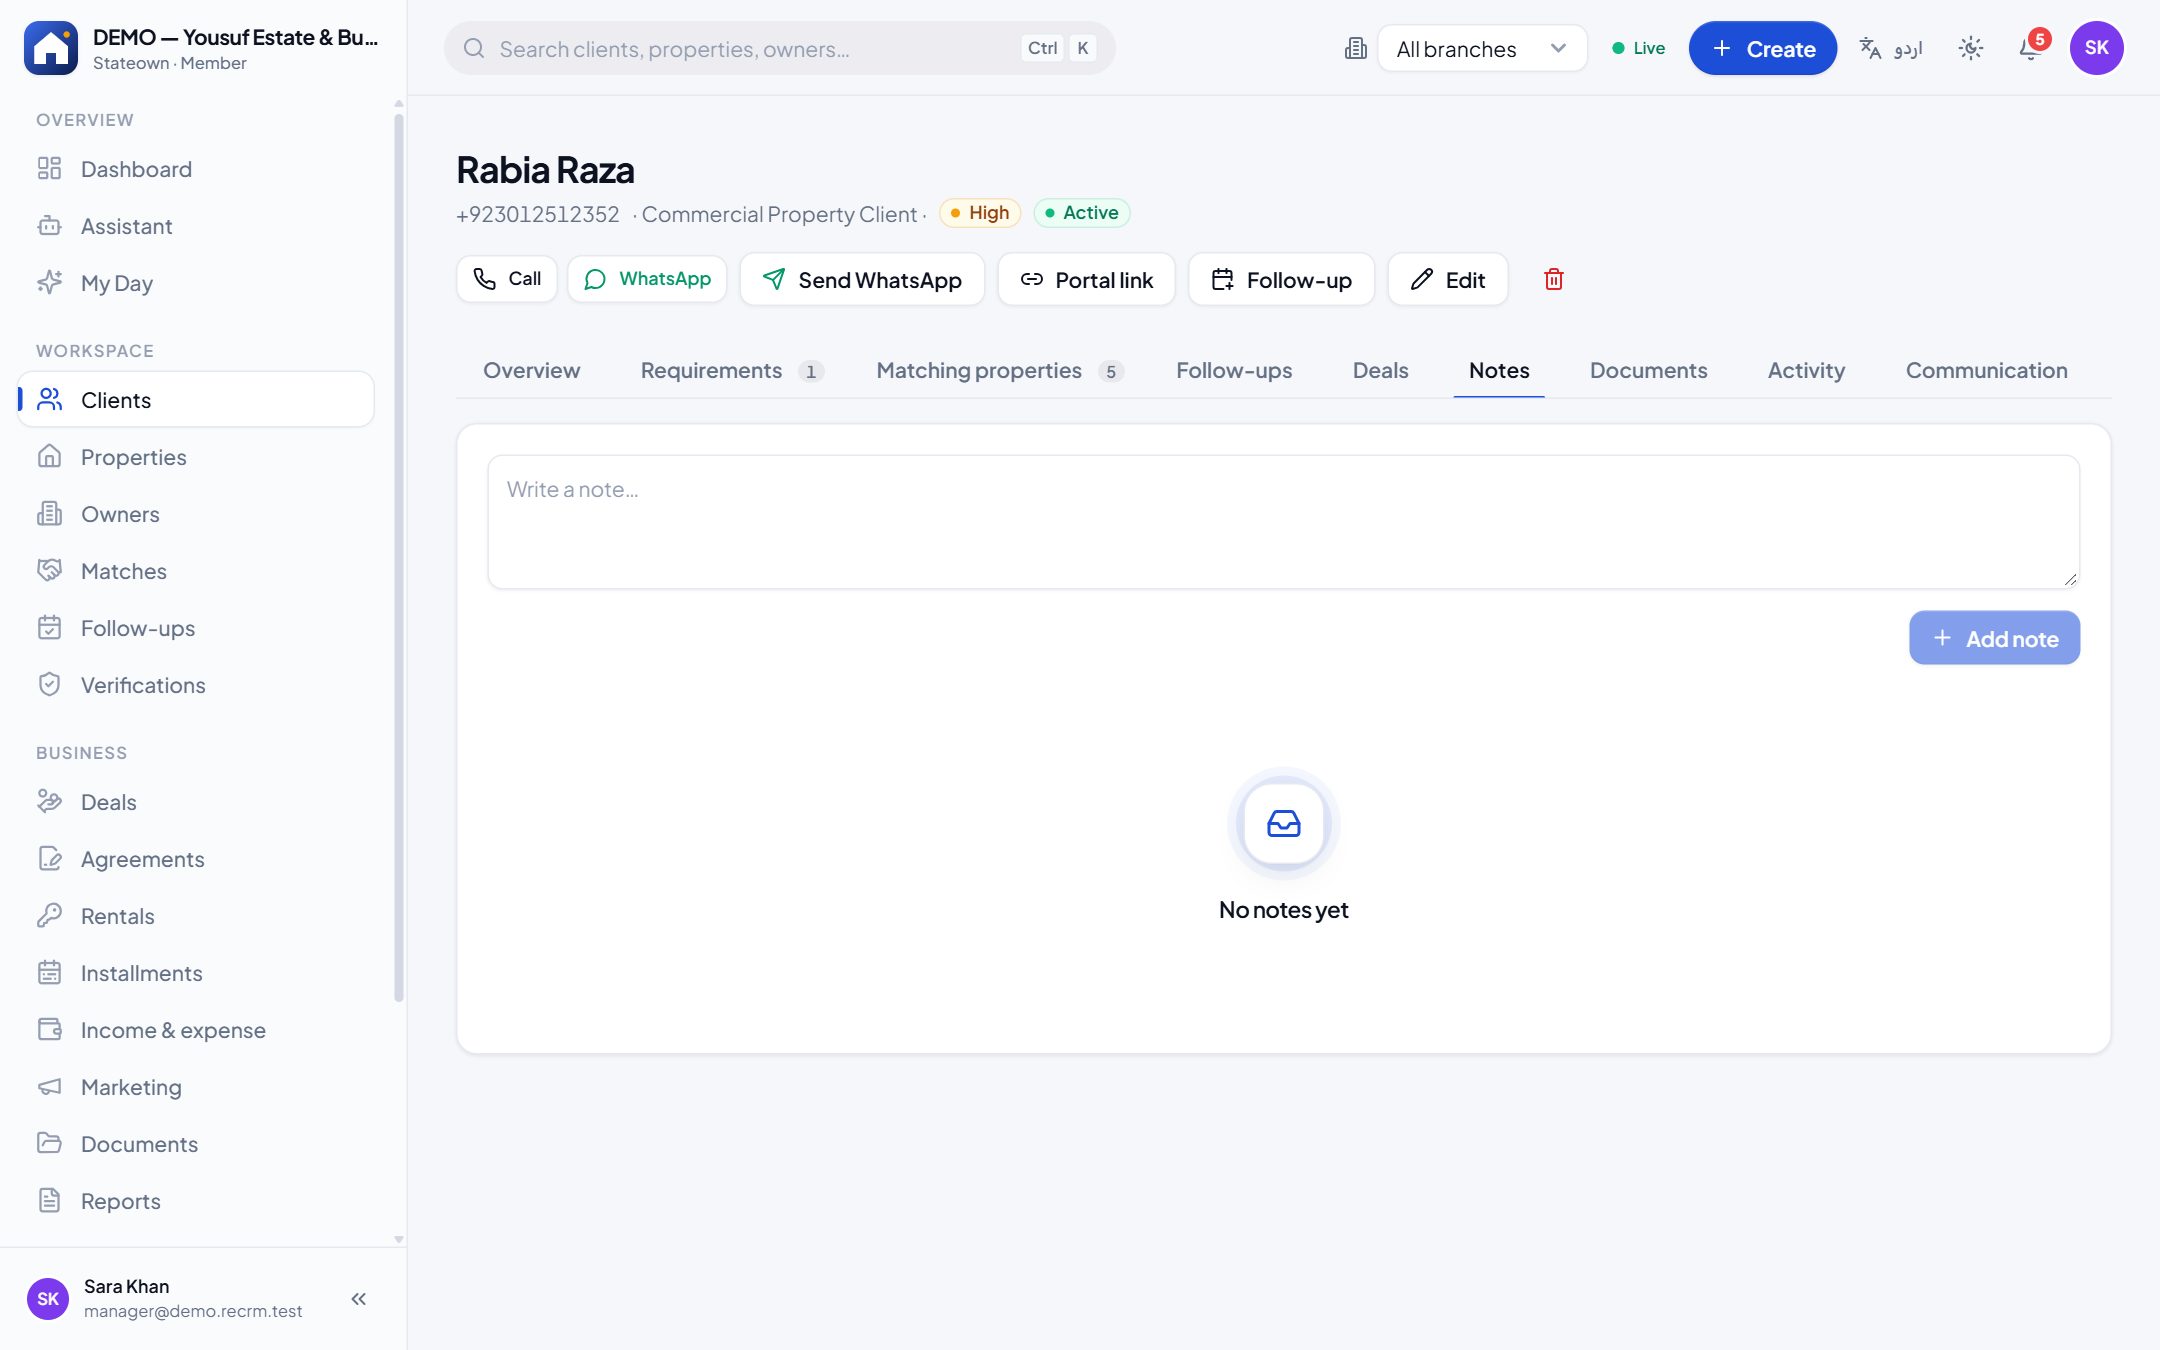 DEMO — Yousuf Estate & Bu...
Stateown · Member
OVERVIEW
Dashboard
Assistant
My Day
WORKSPACE
Clients
Properties
Owners
Matches
Follow-ups
Verifications
BUSINESS
Deals
Agreements
Rentals
Installments
Income & expense
Marketing
Documents
Reports
SK
Sara Khan
manager@demo.recrm.test
Search clients, properties, owners...
Ctrl K
All branches
Live
Create
اردو
5
SK
Rabia Raza
+923012512352 · Commercial Property Client · High Active
Call WhatsApp Send WhatsApp Portal link Follow-up Edit
Overview Requirements 1 Matching properties 5 Follow-ups Deals Notes Documents Activity Communication
Write a note...
Add note
No notes yet